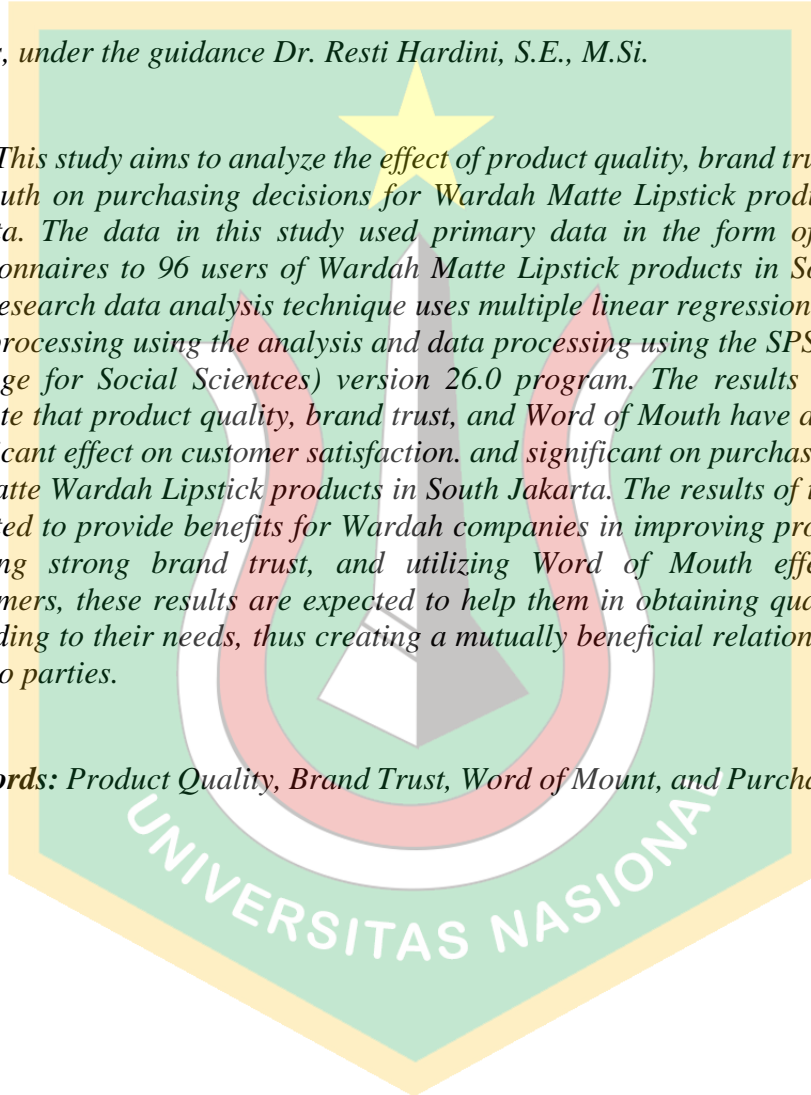 , under the guidance Dr. Resti Hardini, S.E., M.Si.
This study aims to analyze the effect of product quality, brand tru
uth on purchasing decisions for Wardah Matte Lipstick produ
ta. The data in this study used primary data in the form of
onnaires to 96 users of Wardah Matte Lipstick products in So
esearch data analysis technique uses multiple linear regression
processing using the analysis and data processing using the SPS
ge for Social Scientces) version 26.0 program. The results
te that product quality, brand trust, and Word of Mouth have a
icant effect on customer satisfaction. and significant on purchas
atte Wardah Lipstick products in South Jakarta. The results of t
ted to provide benefits for Wardah companies in improving pro
ng strong brand trust, and utilizing Word of Mouth effe
mers, these results are expected to help them in obtaining qua
ding to their needs, thus creating a mutually beneficial relation
o parties.
ords: Product Quality, Brand Trust, Word of Mount, and Purcha
UNIVERSITAS NASIONAL